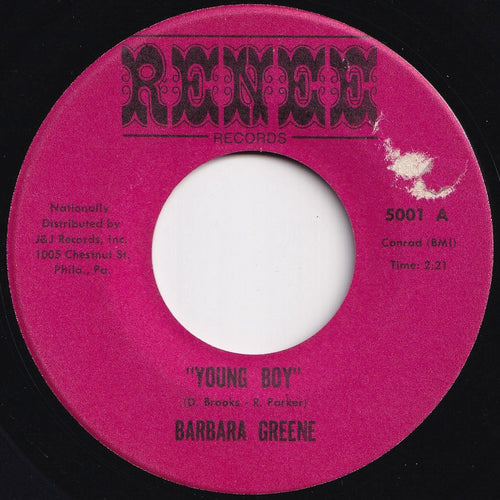 RENEE
RECORDS
Nationally
Distributed by
J&J Records, Inc.
1005 Chestnut St.
Phila., Pa.
5001 A
Conrad (BMI)
Time: 2:21
"YOUNG BOY"
(D. Brooks - R. Parker)
BARBARA GREENE